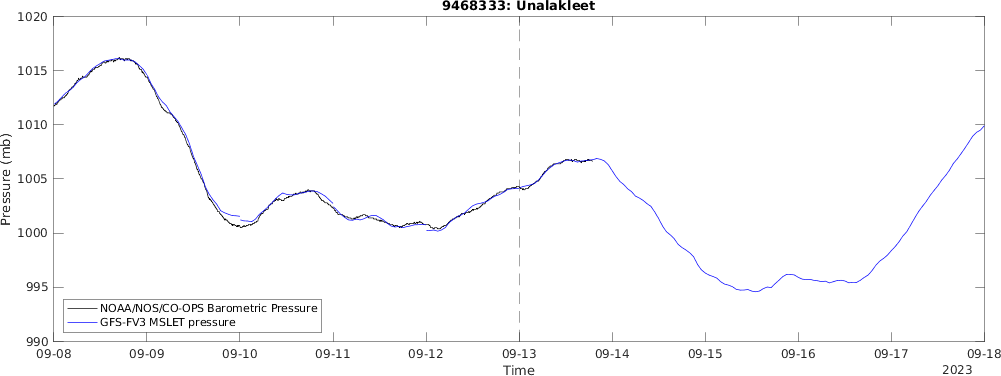 9468333: Unalakleet
Pressure (mb)
1020
1015
1010
1005
1000
995
990
NOAA/NOS/CO-OPS Barometric Pressure
GFS-FV3 MSLET pressure
09-08 09-09 09-10 09-11 09-12 09-13 09-14 09-15 09-16 09-17 09-18
Time
2023